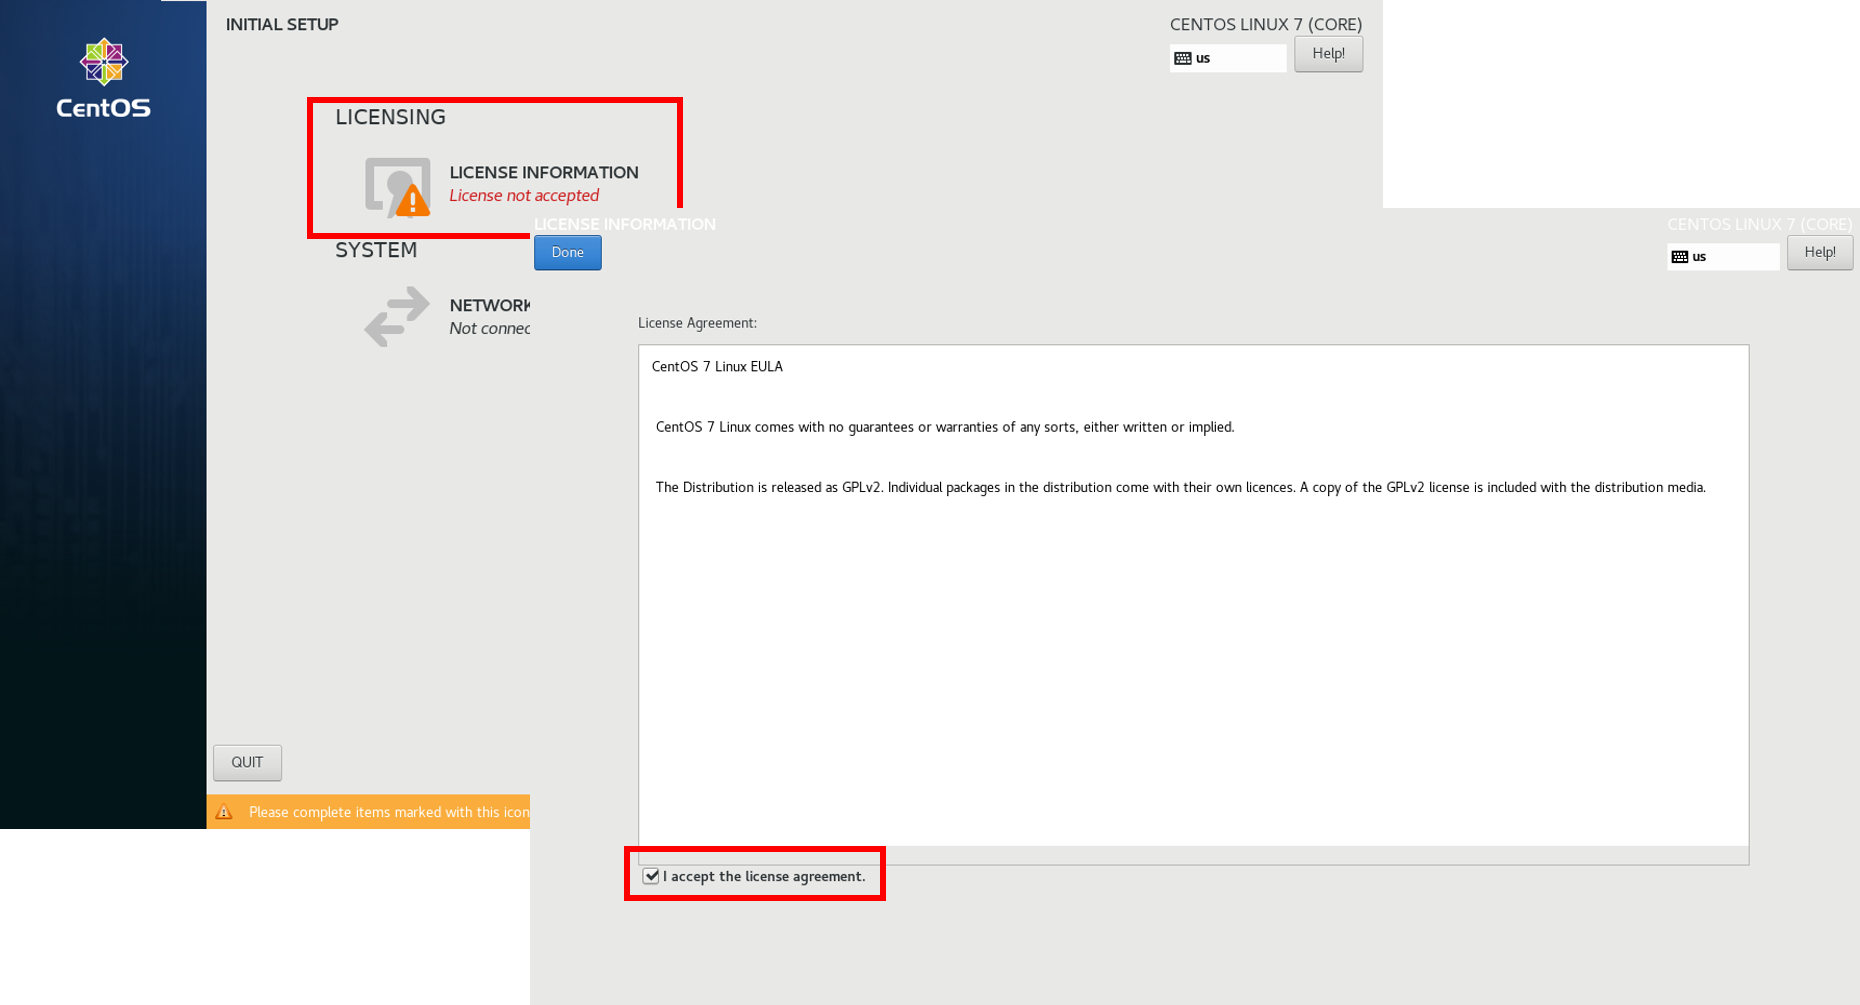 CentOS
INITIAL SETUP
CENTOS LINUX 7 (CORE)
us
Help!
LICENSING
LICENSE INFORMATION
License not accepted
SYSTEM
NETWORK
Not connec
QUIT
Please complete items marked with this icon
LICENSE INFORMATION
CENTOS LINUX 7 (CORE)
Done
us
Help!
License Agreement:
CentOS 7 Linux EULA
CentOS 7 Linux comes with no guarantees or warranties of any sorts, either written or implied.
The Distribution is released as GPLv2. Individual packages in the distribution come with their own licences. A copy of the GPLv2 license is included with the distribution media.
I accept the license agreement.